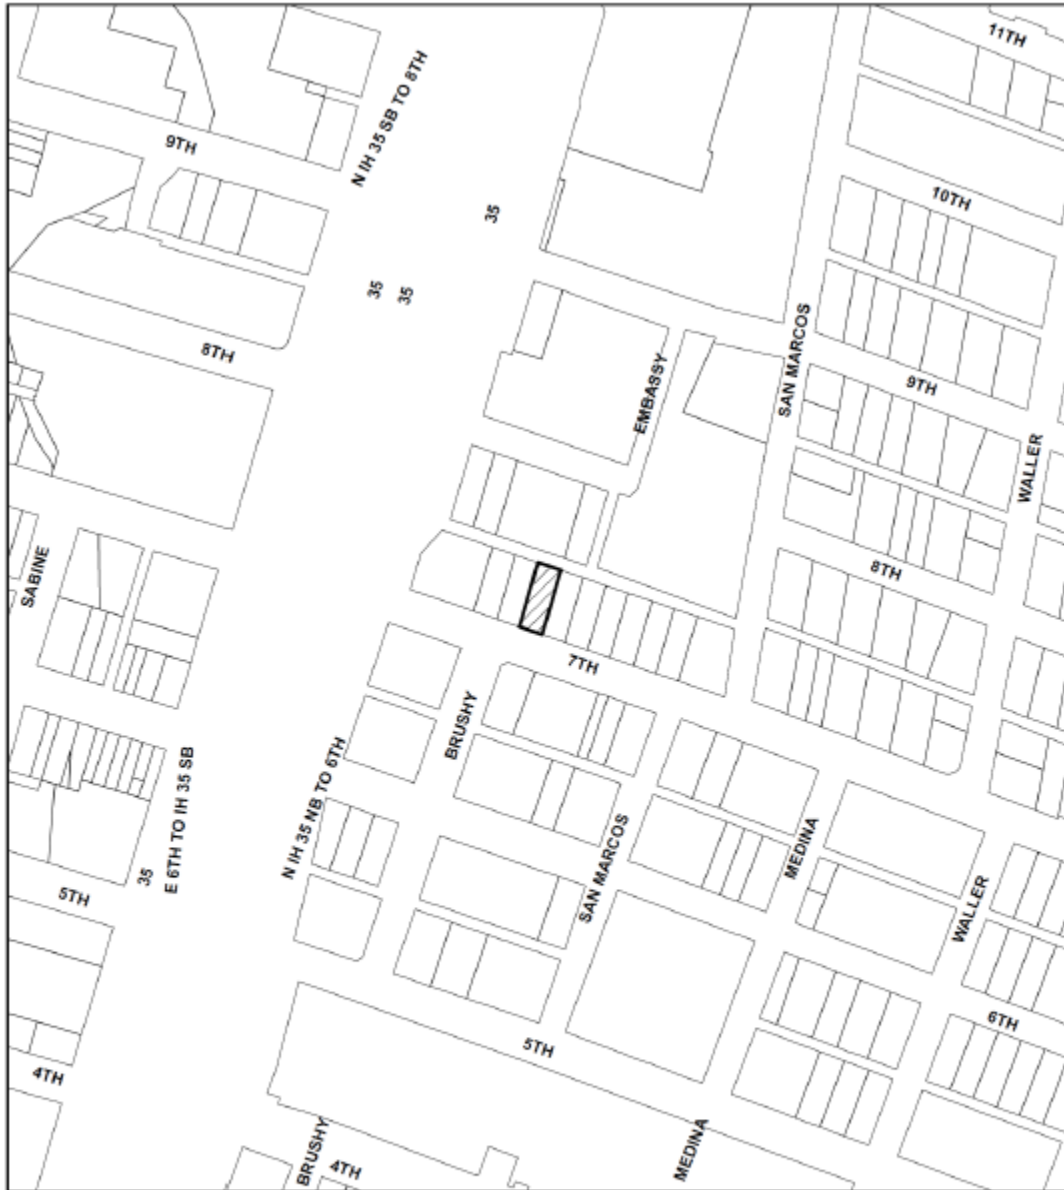 11TH
N IH 35 SB TO 8TH
9TH
10TH
35
35
35
SAN MARCOS
8TH
EMBASSY
9TH
WALLER
SABINE
8TH
7TH
BRUSHY
N IH 35 NB TO 6TH
E 6TH TO IH 35 SB
35
SAN MARCOS
MEDINA
5TH
WALLER
6TH
5TH
4TH
MEDINA
BRUSHY
4TH